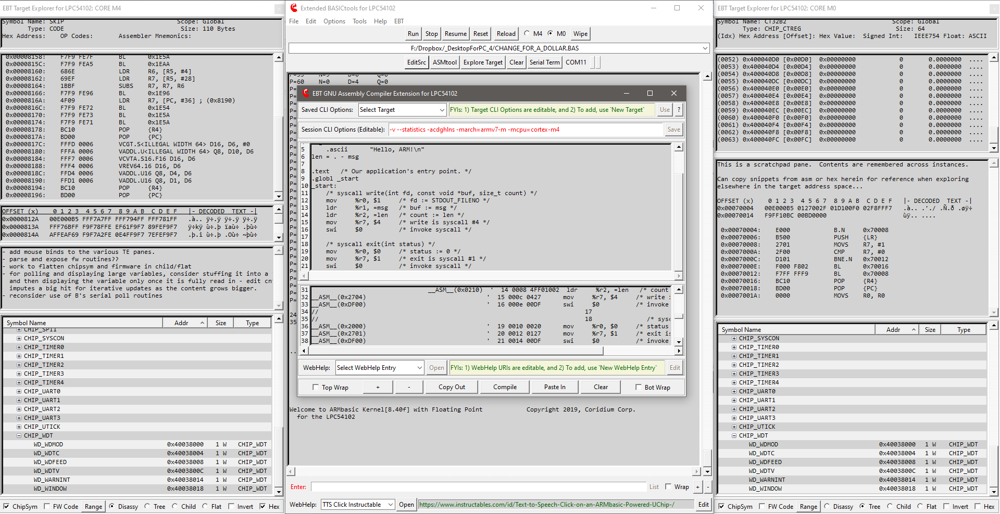 EBT Target Explorer for LPC54102: CORE M4
Symbol Name: SKIP Scope: Global
Type: CODE Size: 110 Bytes
Hex Address: OP Codes: Assembler Mnemonics:
0x00008158: F7F9 FE7F BL 0x1E5A
0x0000815C: F7F9 FEA5 BL 0x1EAA
0x00008160: 686E LDR R6, [R5, #4]
0x00008162: 69EF LDR R7, [R5, #28]
0x00008164: 1BBF SUBS R7, R7, R6
0x00008166: F7F9 FE96 BL 0x1E96
0x0000816A: 4F09 LDR R7, [PC, #36] ; (0x8190)
0x0000816C: F7F9 FE72 BL 0x1E54
0x00008170: F7F9 FE73 BL 0x1E5A
0x00008174: F7F9 FE71 BL 0x1E5A
0x00008178: BC10 POP {R4}
0x0000817A: BD00 POP {PC}
0x0000817C: FFFD 0006 VCGT.S<ILLEGAL WIDTH 64> D16, D6, #0
0x00008180: FFFA 0006 VADDL.U<ILLEGAL WIDTH 64> Q8, D10, D6
0x00008184: FFF7 0006 VCVTA.S16.F16 D16, D6
0x00008188: FFF4 0006 VREV64.16 D16, D6
0x0000818C: FFD4 0006 VADDL.U16 Q8, D4, D6
0x00008190: FFD1 0006 VADDL.U16 Q8, D1, D6
0x00008194: BC10 POP {R4}
0x00008196: BD00 POP {PC}
OFFSET (x) 0 1 2 3 4 5 6 7 8 9 A B C D E F |- DECODED TEXT -|
0x0000812A 00E000B5 FFF7A7FF FFF794FF FFF781FF .à.. ÿ÷.ÿ ÿ÷.ÿ ÿ÷.ÿ
0x0000813A FFF76BFF F9F78FFE EF61F9F7 89FEF9F7 ÿ÷kÿ ù÷.þ ïaù÷ .þù÷
0x0000814A AFFEAF69 F9F7A2FE 0E4FF9F7 7EFEF9F7 .þ.i ù÷.þ .Où÷ ~þù÷
- add mouse binds to the various TE panes.
- parse and expose fw routines??
- work to flatten chipsym and firmware in child/flat
- for polling and displaying large variables, consider stuffing it into a
and then displaying the variable only once it is fully read in - edit cn
imputes a big hit for iterative updates as the content grows bigger.
- reconsider use of B's serial poll routines
Symbol Name Addr Size Type
CHIP_SPI1
CHIP_SYSCON
CHIP_TIMER0
CHIP_TIMER1
CHIP_TIMER2
CHIP_TIMER3
CHIP_TIMER4
CHIP_UART0
CHIP_UART1
CHIP_UART2
CHIP_UART3
CHIP_UTICK
CHIP_WDT
WD_WDMOD 0x40038000 1 W CHIP_WDT
WD_WDTC 0x40038004 1 W CHIP_WDT
WD_WDFEED 0x40038008 1 W CHIP_WDT
WD_WDTV 0x4003800C 1 W CHIP_WDT
WD_WARNINT 0x40038014 1 W CHIP_WDT
WD_WINDOW 0x40038018 1 W CHIP_WDT
ChipSym FW Code Range Disassy Tree Child Flat Invert Hex
Extended BASICtools for LPC54102
File Edit Options Tools Help EBT
Run Stop Resume Reset Reload M4 M0 Wipe
F:/Dropbox/_DesktopForPC_4/CHANGE_FOR_A_DOLLAR.BAS
EditSrc ASMtool Explore Target Clear Serial Term COM11
P=60 N=0 D=4 Q=0
EBT GNU Assembly Compiler Extension for LPC54102
Saved CLI Options: Select Target FYIs: 1) Target CLI Options are editable, and 2) To add, use `New Target` Use ?
Session CLI Options (Editable): -v --statistics -acdghlns -march=armv7-m -mcpu=cortex-m4 Save
5 .ascii "Hello, ARM!\n"
6 len = . - msg
7
8 .text /* Our application's entry point. */
9 .globl _start
10 _start:
11 /* syscall write(int fd, const void *buf, size_t count) */
12 mov %r0, $1 /* fd := STDOUT_FILENO */
13 ldr %r1, =msg /* buf := msg */
14 ldr %r2, =len /* count := len */
15 mov %r7, $4 /* write is syscall #4 */
16 swi $0 /* invoke syscall */
17
18 /* syscall exit(int status) */
19 mov %r0, $0 /* status := 0 */
20 mov %r7, $1 /* exit is syscall #1 */
21 swi $0 /* invoke syscall */
31 __ASM__(0x0210) ' 14 0008 4FF01002 ldr %r2, =len /* count
32 __ASM__(0x2704) ' 15 000c 0427 mov %r7, $4 /* write i
33 __ASM__(0xDF00) ' 16 000e 00DF swi $0 /* invoke
34 // 17
35 // 18 /* sysc
36 __ASM__(0x2000) ' 19 0010 0020 mov %r0, $0 /* status
37 __ASM__(0x2701) ' 20 0012 0127 mov %r7, $1 /* exit is
38 __ASM__(0xDF00) ' 21 0014 00DF swi $0 /* invoke
WebHelp: Select WebHelp Entry Open FYIs: 1) WebHelp URIs are editable, and 2) To add, use `New WebHelp Entry` Edit
Top Wrap + - Copy Out Compile Paste In Clear Bot Wrap
Welcome to ARMbasic Kernel[8.40f] with Floating Point Copyright 2019, Coridium Corp.
for the LPC54102
Enter: List Wrap + -
WebHelp: TTS Click Instructable Open https://www.instructables.com/id/Text-to-Speech-Click-on-an-ARMbasic-Powered-UChip-/ Edit
EBT Target Explorer for LPC54102: CORE M0
Symbol Name: CT32B2 Scope: Global
Type: CHIP_CTREG Size: 64
(Idx) Hex Address [Offset]: Hex Value: Signed Int: IEEE754 Float: ASCII
(0052) 0x400040D0 [0x00D0] 0x00000000 0 0.0000000 ....
(0053) 0x400040D4 [0x00D4] 0x00000000 0 0.0000000 ....
(0054) 0x400040D8 [0x00D8] 0x00000000 0 0.0000000 ....
(0055) 0x400040DC [0x00DC] 0x00000000 0 0.0000000 ....
(0056) 0x400040E0 [0x00E0] 0x00000000 0 0.0000000 ....
(0057) 0x400040E4 [0x00E4] 0x00000000 0 0.0000000 ....
(0058) 0x400040E8 [0x00E8] 0x00000000 0 0.0000000 ....
(0059) 0x400040EC [0x00EC] 0x00000000 0 0.0000000 ....
(0060) 0x400040F0 [0x00F0] 0x00000000 0 0.0000000 ....
(0061) 0x400040F4 [0x00F4] 0x00000000 0 0.0000000 ....
(0062) 0x400040F8 [0x00F8] 0x00000000 0 0.0000000 ....
(0063) 0x400040FC [0x00FC] 0x00000000 0 0.0000000 ....
This is a scratchpad pane. Contents are remembered across instances.
Can copy snippets from asm or hex herein for reference when exploring
elsewhere in the target address space...
OFFSET (x) 0 1 2 3 4 5 6 7 8 9 A B C D E F |- DECODED TEXT -|
0x00070004 00E000B5 0127002F 01D100F0 02F8FFF7 .à.. .'./ .Ñ.ð .øÿ÷
0x00070014 F9FF10BC 00BD0000 ùÿ.. ....
0x00070004: E000 B.N 0x70008
0x00070006: B500 PUSH {LR}
0x00070008: 2701 MOVS R7, #1
0x0007000A: 2F00 CMP R7, #0
0x0007000C: D101 BNE.N 0x70012
0x0007000E: F000 F802 BL 0x70016
0x00070012: F7FF FFF9 BL 0x70008
0x00070016: BC10 POP {R4}
0x00070018: BD00 POP {PC}
0x0007001A: 0000 MOVS R0, R0
Symbol Name Addr Size Type
CHIP_SYSCON
CHIP_TIMER0
CHIP_TIMER1
CHIP_TIMER2
CHIP_TIMER3
CHIP_TIMER4
CHIP_UART0
CHIP_UART1
CHIP_UART2
CHIP_UART3
CHIP_UTICK
CHIP_WDT
WD_WDMOD 0x40038000 1 W CHIP_WDT
WD_WDTC 0x40038004 1 W CHIP_WDT
WD_WDFEED 0x40038008 1 W CHIP_WDT
WD_WDTV 0x4003800C 1 W CHIP_WDT
WD_WARNINT 0x40038014 1 W CHIP_WDT
WD_WINDOW 0x40038018 1 W CHIP_WDT
ChipSym FW Code Range Disassy Tree Child Flat Invert Hex